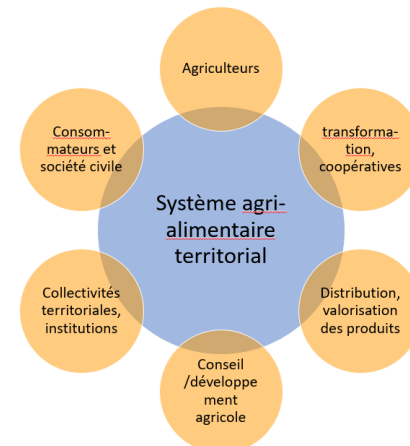 Agriculteurs
Consom-
mateurs et
société civile
transforma-
tion,
coopératives
Système agri-
alimentaire
territorial
Collectivités
territoriales,
institutions
Distribution,
valorisation
des produits
Conseil
/développe
ment
agricole